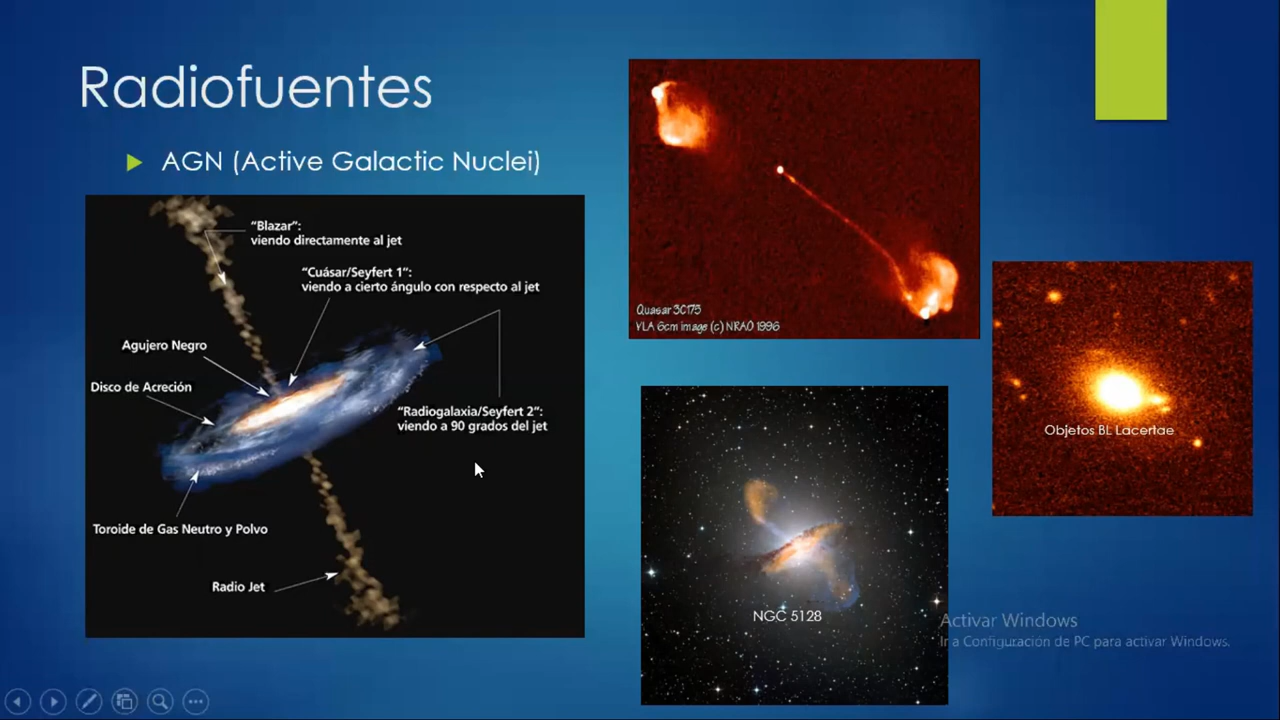 Radiofuentes
AGN (Active Galactic Nuclei)
“Blazar”:
viendo directamente al jet
“Cuásar/Seyfert 1”:
viendo a cierto ángulo con respecto al jet
Agujero Negro
Disco de Acreción
“Radiogalaxia/Seyfert 2”:
viendo a 90 grados del jet
Toroide de Gas Neutro y Polvo
Radio Jet
Quasar 3C175
VLA 6cm image (c) NRAO 1996
Objetos BL Lacertae
NGC 5128
Activar Windows
Ir a Configuración de PC para activar Windows.